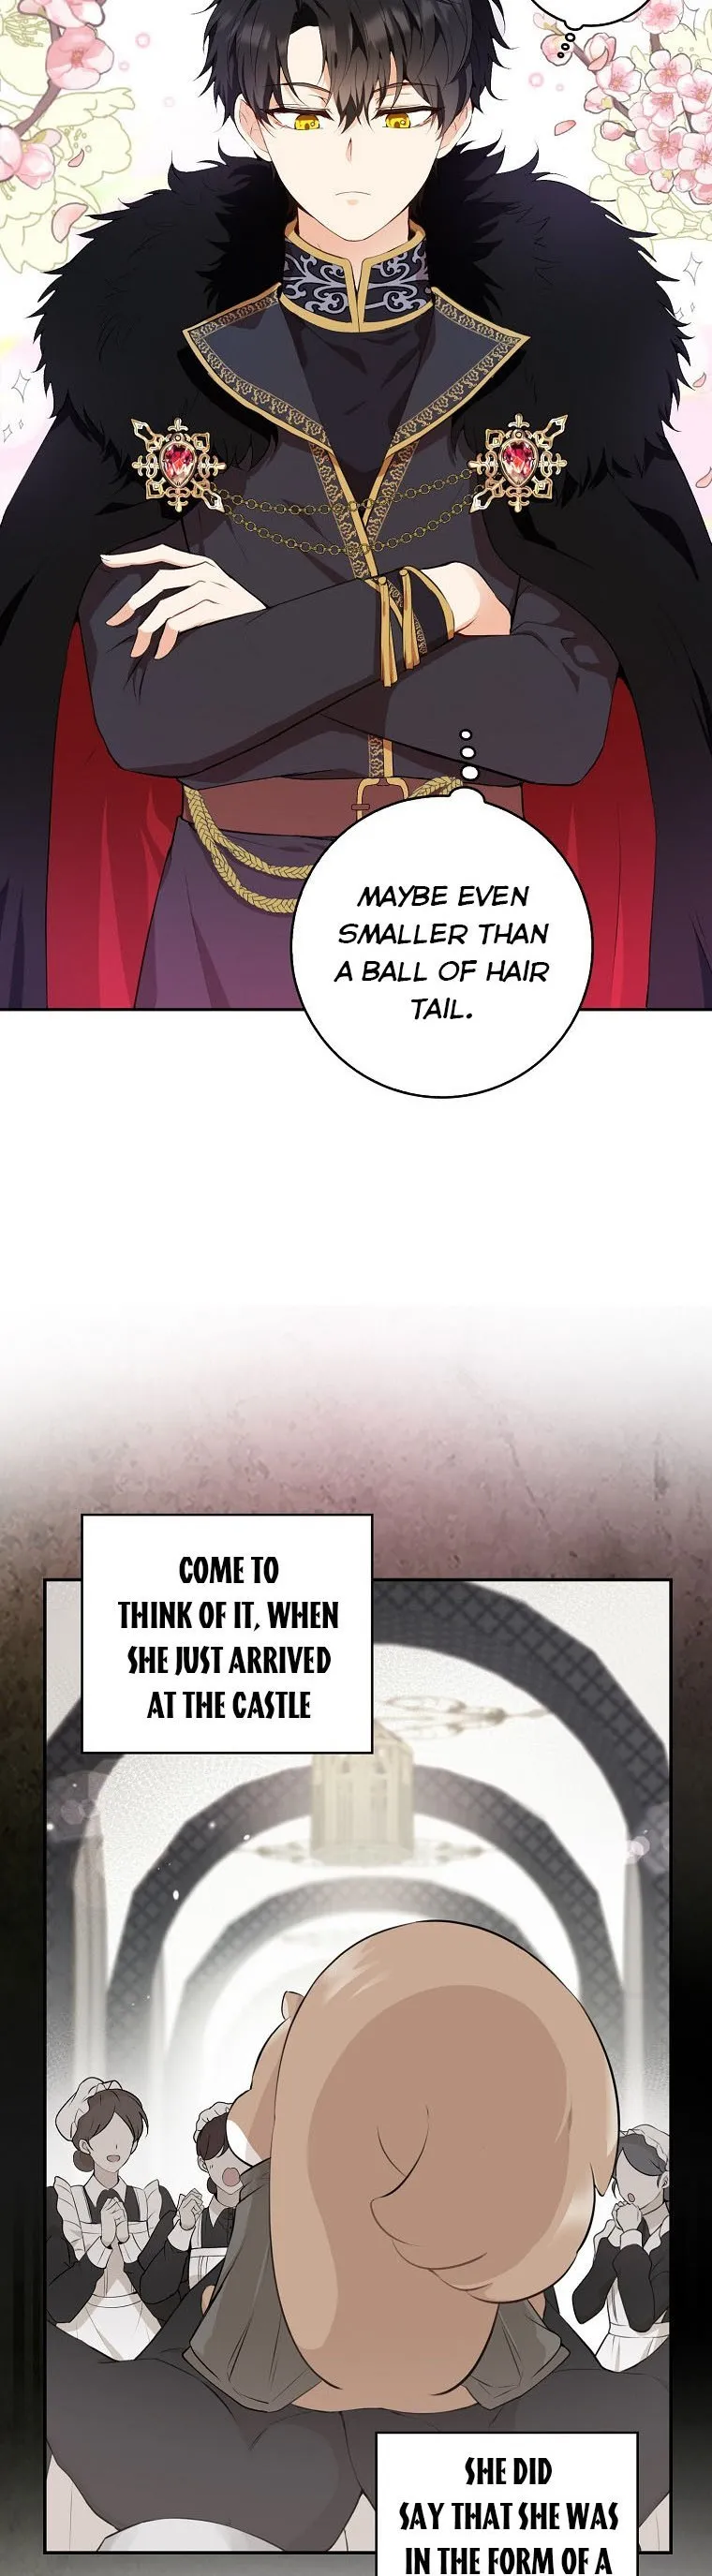 MAYBE EVEN
SMALLER THAN
A BALL OF HAIR
TAIL.
COME TO
THINK OF IT, WHEN
SHE JUST ARRIVED
AT THE CASTLE
SHE DID
SAY THAT SHE WAS
IN THE FORM OF A